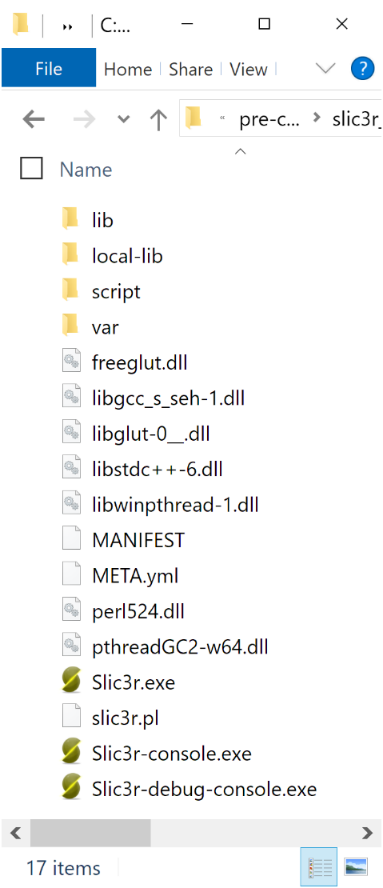 C:...
File Home Share View ?
pre-c... slic3r_
Name
lib
local-lib
script
var
freeglut.dll
libgcc_s_seh-1.dll
libglut-0__.dll
libstdc++-6.dll
libwinpthread-1.dll
MANIFEST
META.yml
perl524.dll
pthreadGC2-w64.dll
Slic3r.exe
slic3r.pl
Slic3r-console.exe
Slic3r-debug-console.exe
17 items